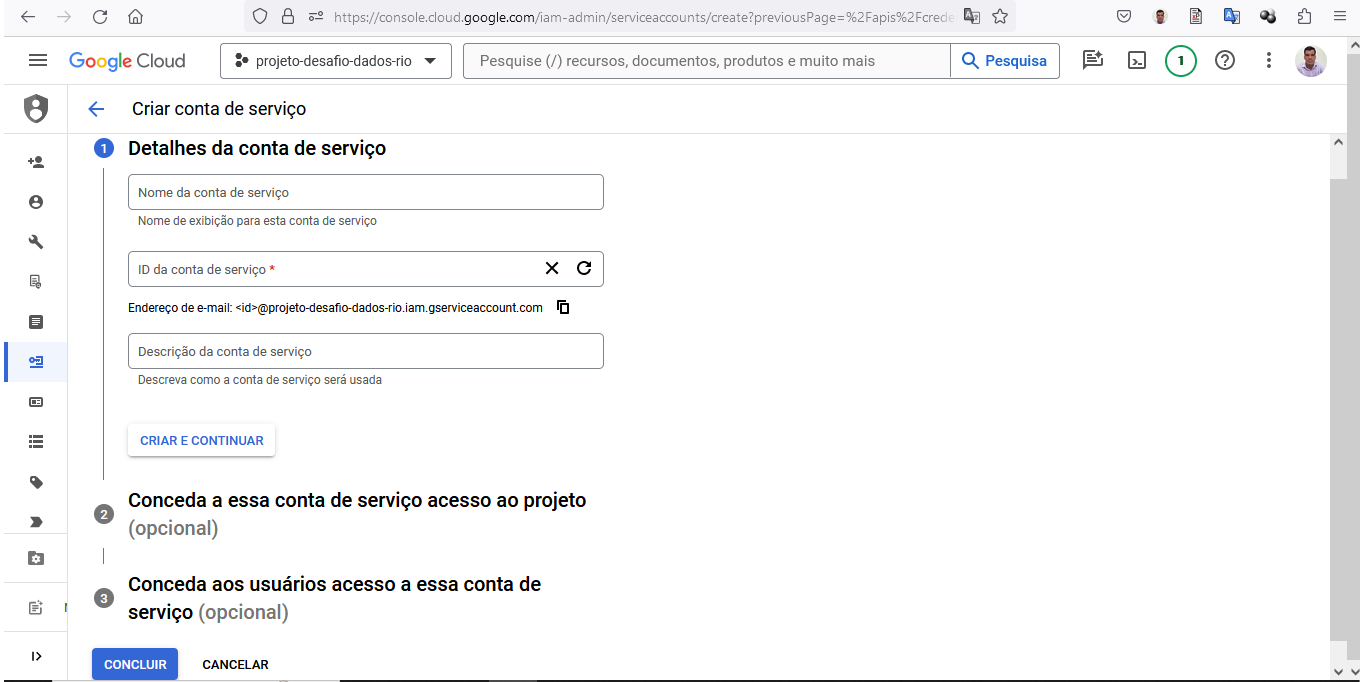 https://console.cloud.google.com/iam-admin/serviceaccounts/create?previousPage=%2Fapis%2Fcrede
Google Cloud
projeto-desafio-dados-rio
Pesquise (/) recursos, documentos, produtos e muito mais
Pesquisa
1
Criar conta de serviço
1
Detalhes da conta de serviço
Nome da conta de serviço
Nome de exibição para esta conta de serviço
ID da conta de serviço *
Endereço de e-mail: <id>@projeto-desafio-dados-rio.iam.gserviceaccount.com
Descrição da conta de serviço
Descreva como a conta de serviço será usada
CRIAR E CONTINUAR
2
Conceda a essa conta de serviço acesso ao projeto
(opcional)
3
Conceda aos usuários acesso a essa conta de
serviço (opcional)
CONCLUIR
CANCELAR